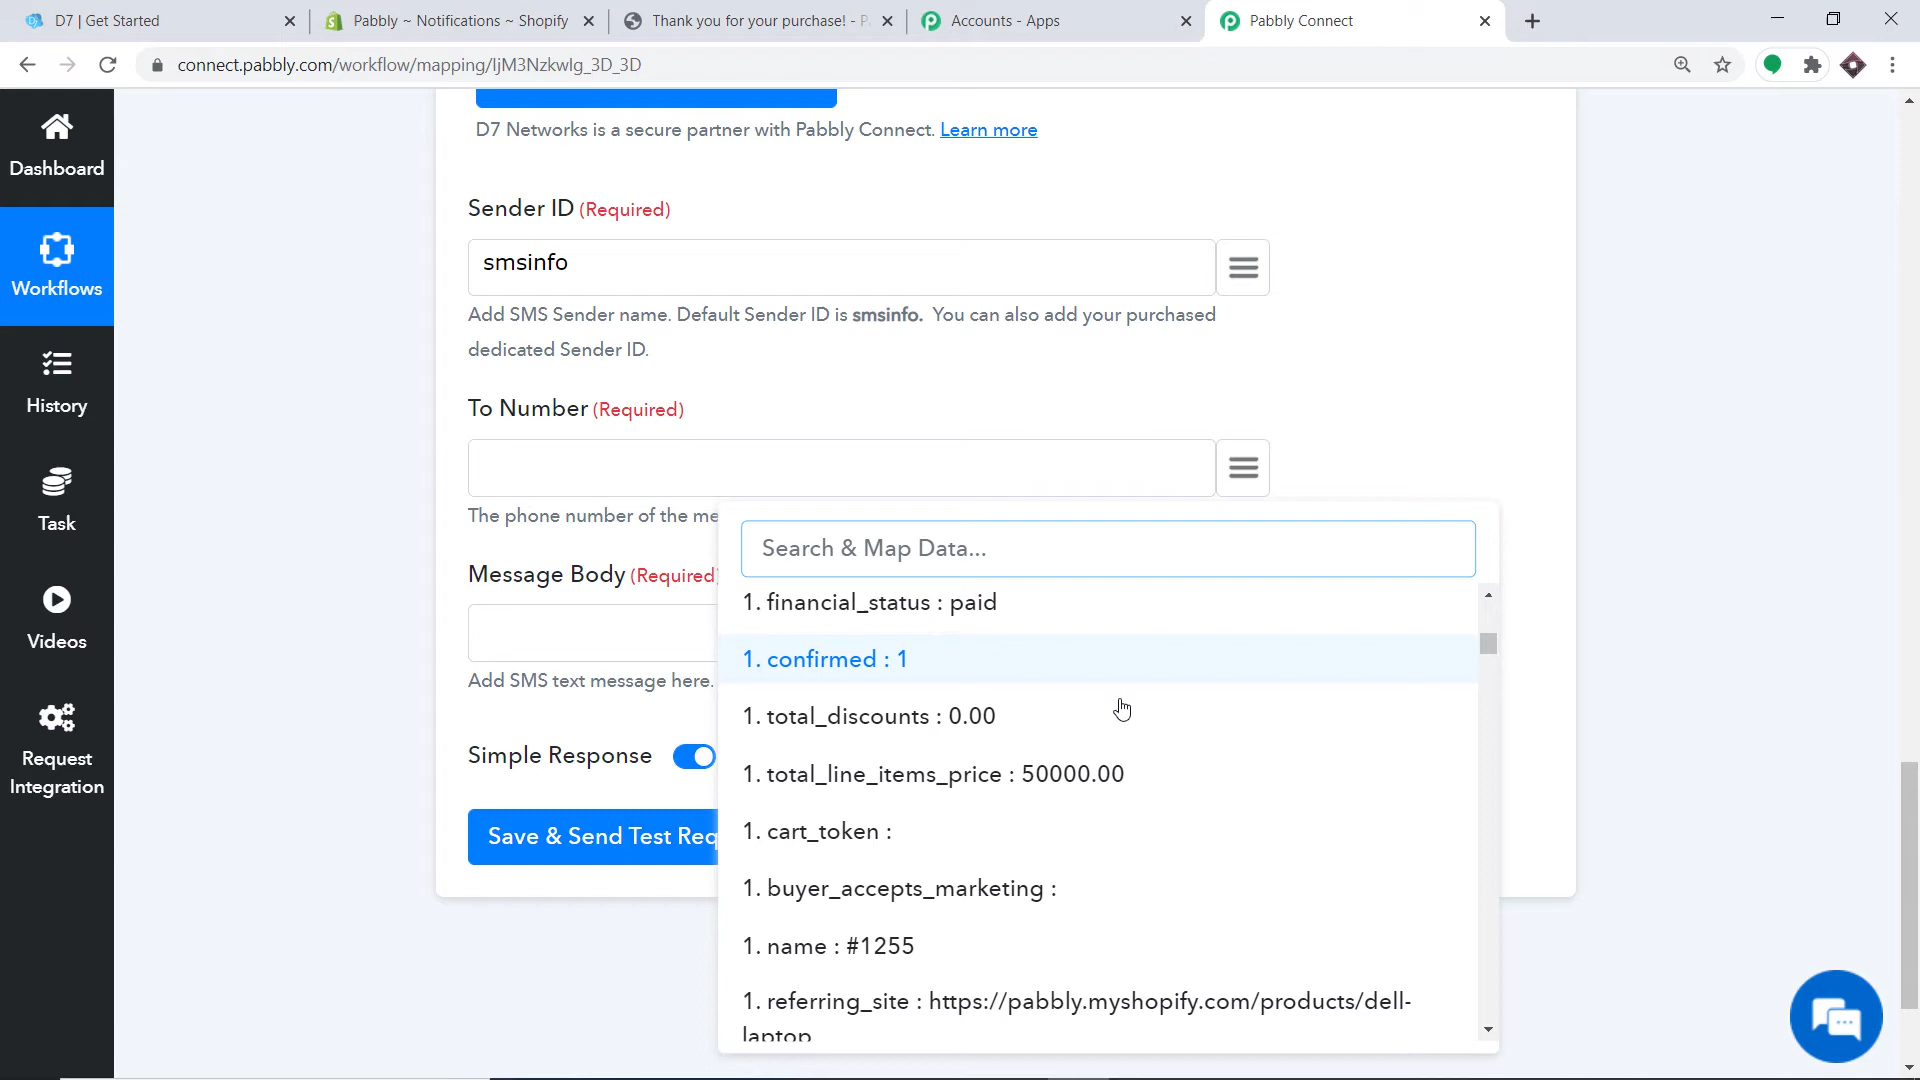 D7 | Get Started
Pabbly ~ Notifications ~ Shopify
Thank you for your purchase! - P
Accounts - Apps
Pabbly Connect
connect.pabbly.com/workflow/mapping/IjM3NzkwIg_3D_3D
Dashboard
Workflows
History
Task
Videos
Request
Integration
D7 Networks is a secure partner with Pabbly Connect. Learn more
Sender ID (Required)
smsinfo
Add SMS Sender name. Default Sender ID is smsinfo. You can also add your purchased
dedicated Sender ID.
To Number (Required)
The phone number of the me
Message Body (Required)
Add SMS text message here.
Simple Response
Save & Send Test Req
Search & Map Data...
1. financial_status : paid
1. confirmed : 1
1. total_discounts : 0.00
1. total_line_items_price : 50000.00
1. cart_token :
1. buyer_accepts_marketing :
1. name : #1255
1. referring_site : https://pabbly.myshopify.com/products/dell-
laptop